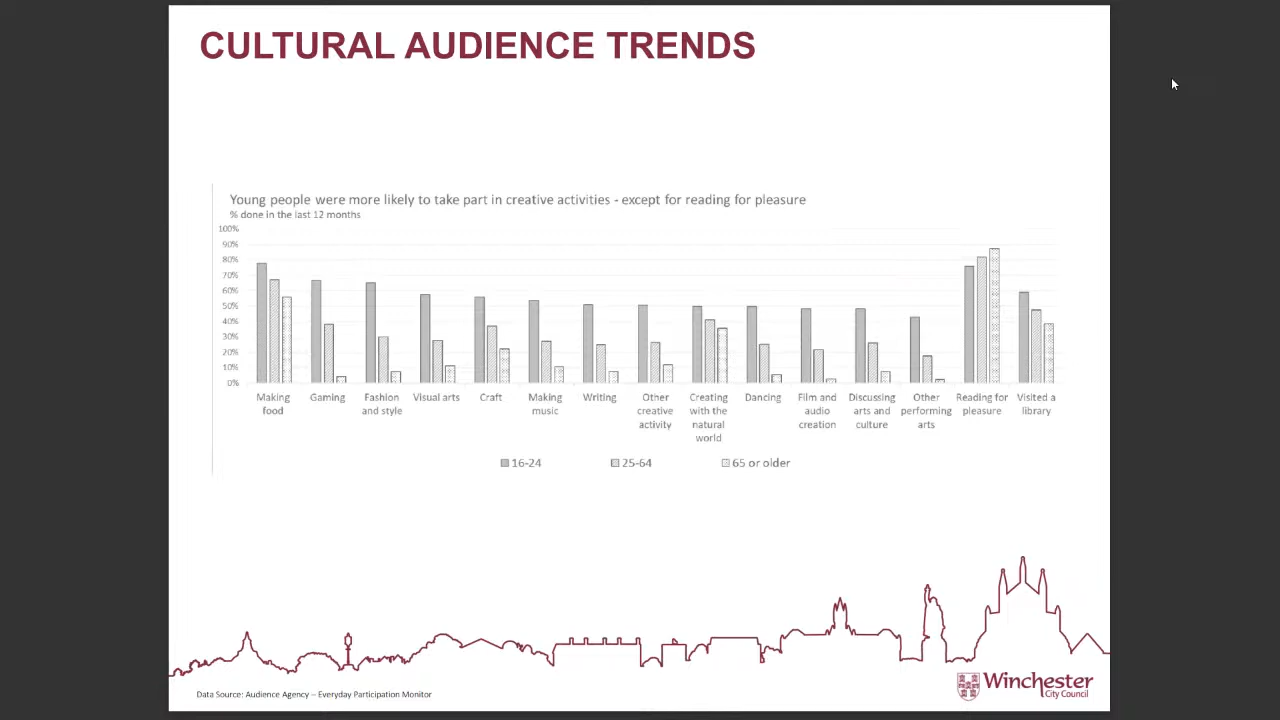 CULTURAL AUDIENCE TRENDS
Young people were more likely to take part in creative activities - except for reading for pleasure
% done in the last 12 months
100%
90%
80%
70%
60%
50%
40%
30%
20%
10%
0%
Making food
Gaming
Fashion and style
Visual arts
Craft
Making music
Writing
Other creative activity
Creating with the natural world
Dancing
Film and audio creation
Discussing arts and culture
Other performing arts
Reading for pleasure
Visited a library
16-24 25-64 65 or older
Data Source: Audience Agency – Everyday Participation Monitor
Winchester
City Council